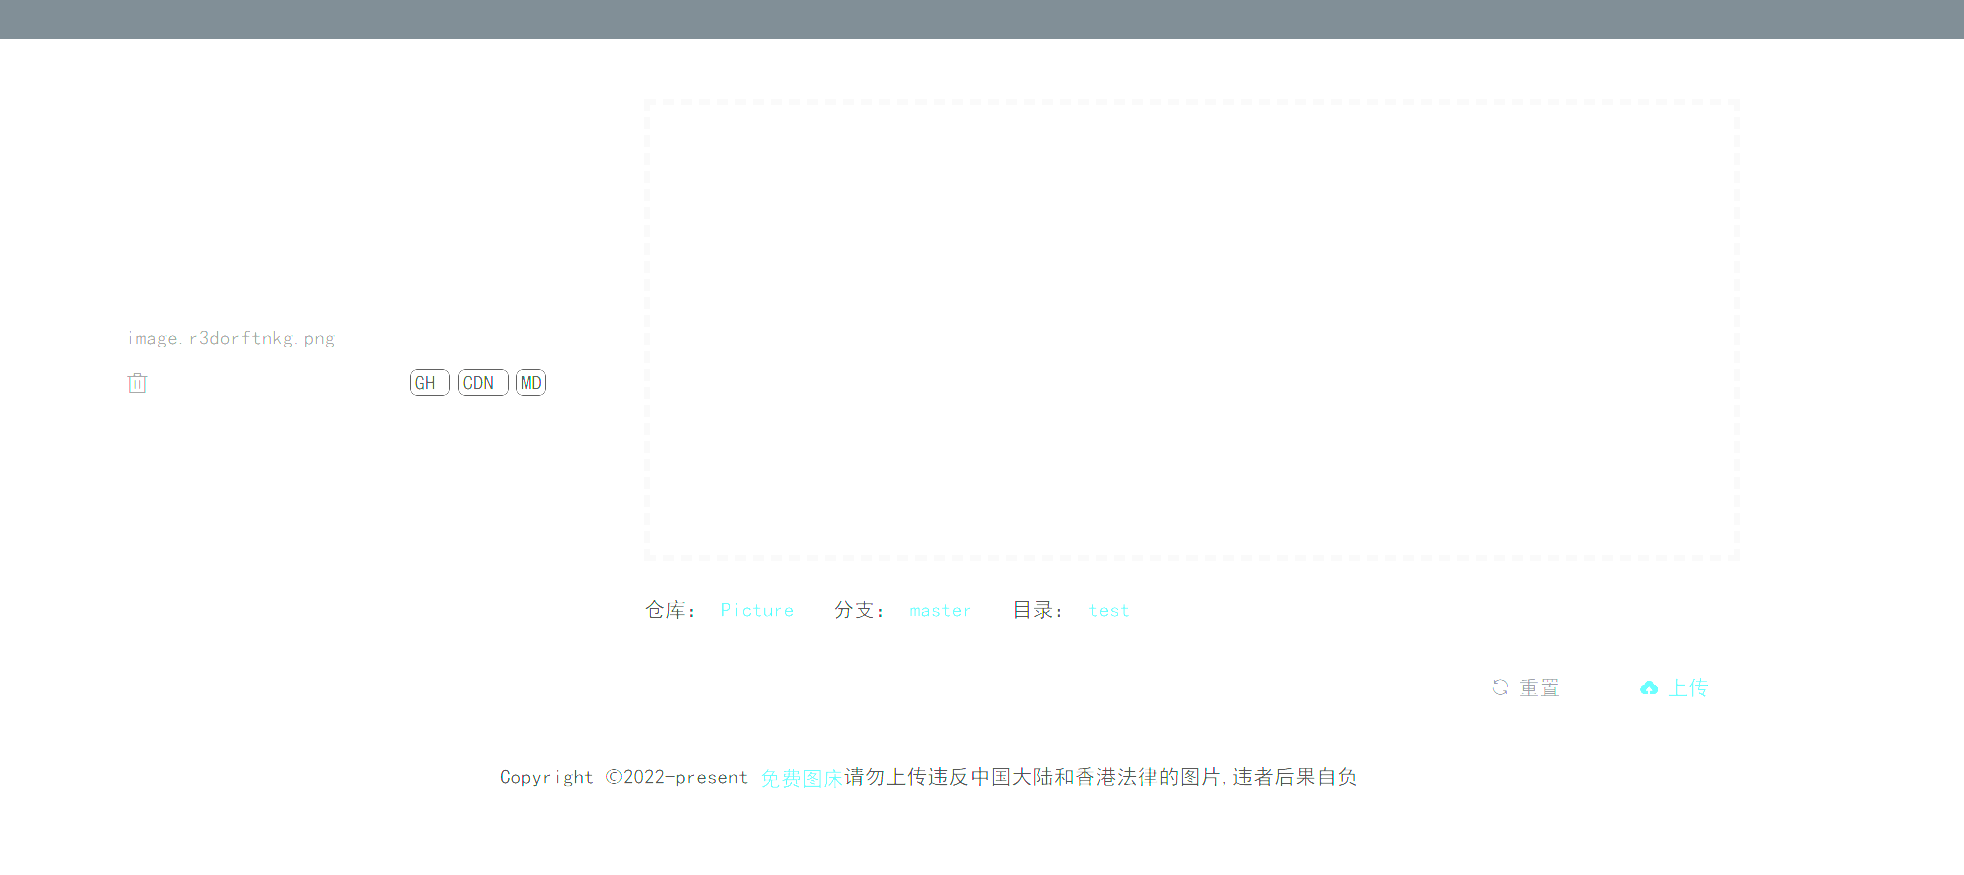 image.r3dorftnkg.png
GH CDN MD
仓库： Picture 分支： master 目录： test
重置 上传
Copyright ©2022-present 免费图床请勿上传违反中国大陆和香港法律的图片,违者后果自负